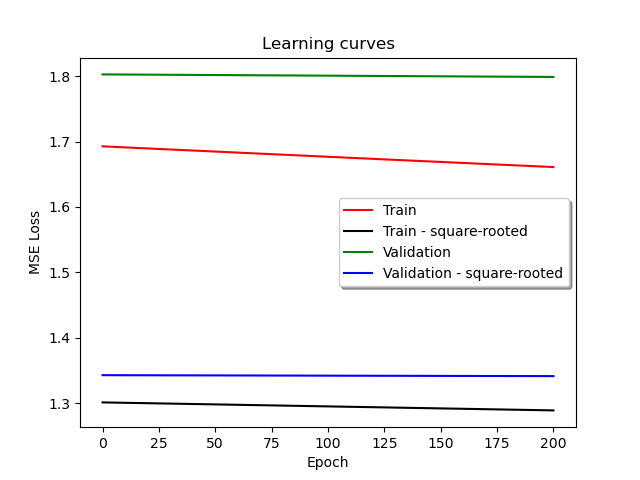 Learning curves
MSE Loss
1.8
1.7
1.6
1.5
1.4
1.3
Train
Train - square-rooted
Validation
Validation - square-rooted
0 25 50 75 100 125 150 175 200
Epoch